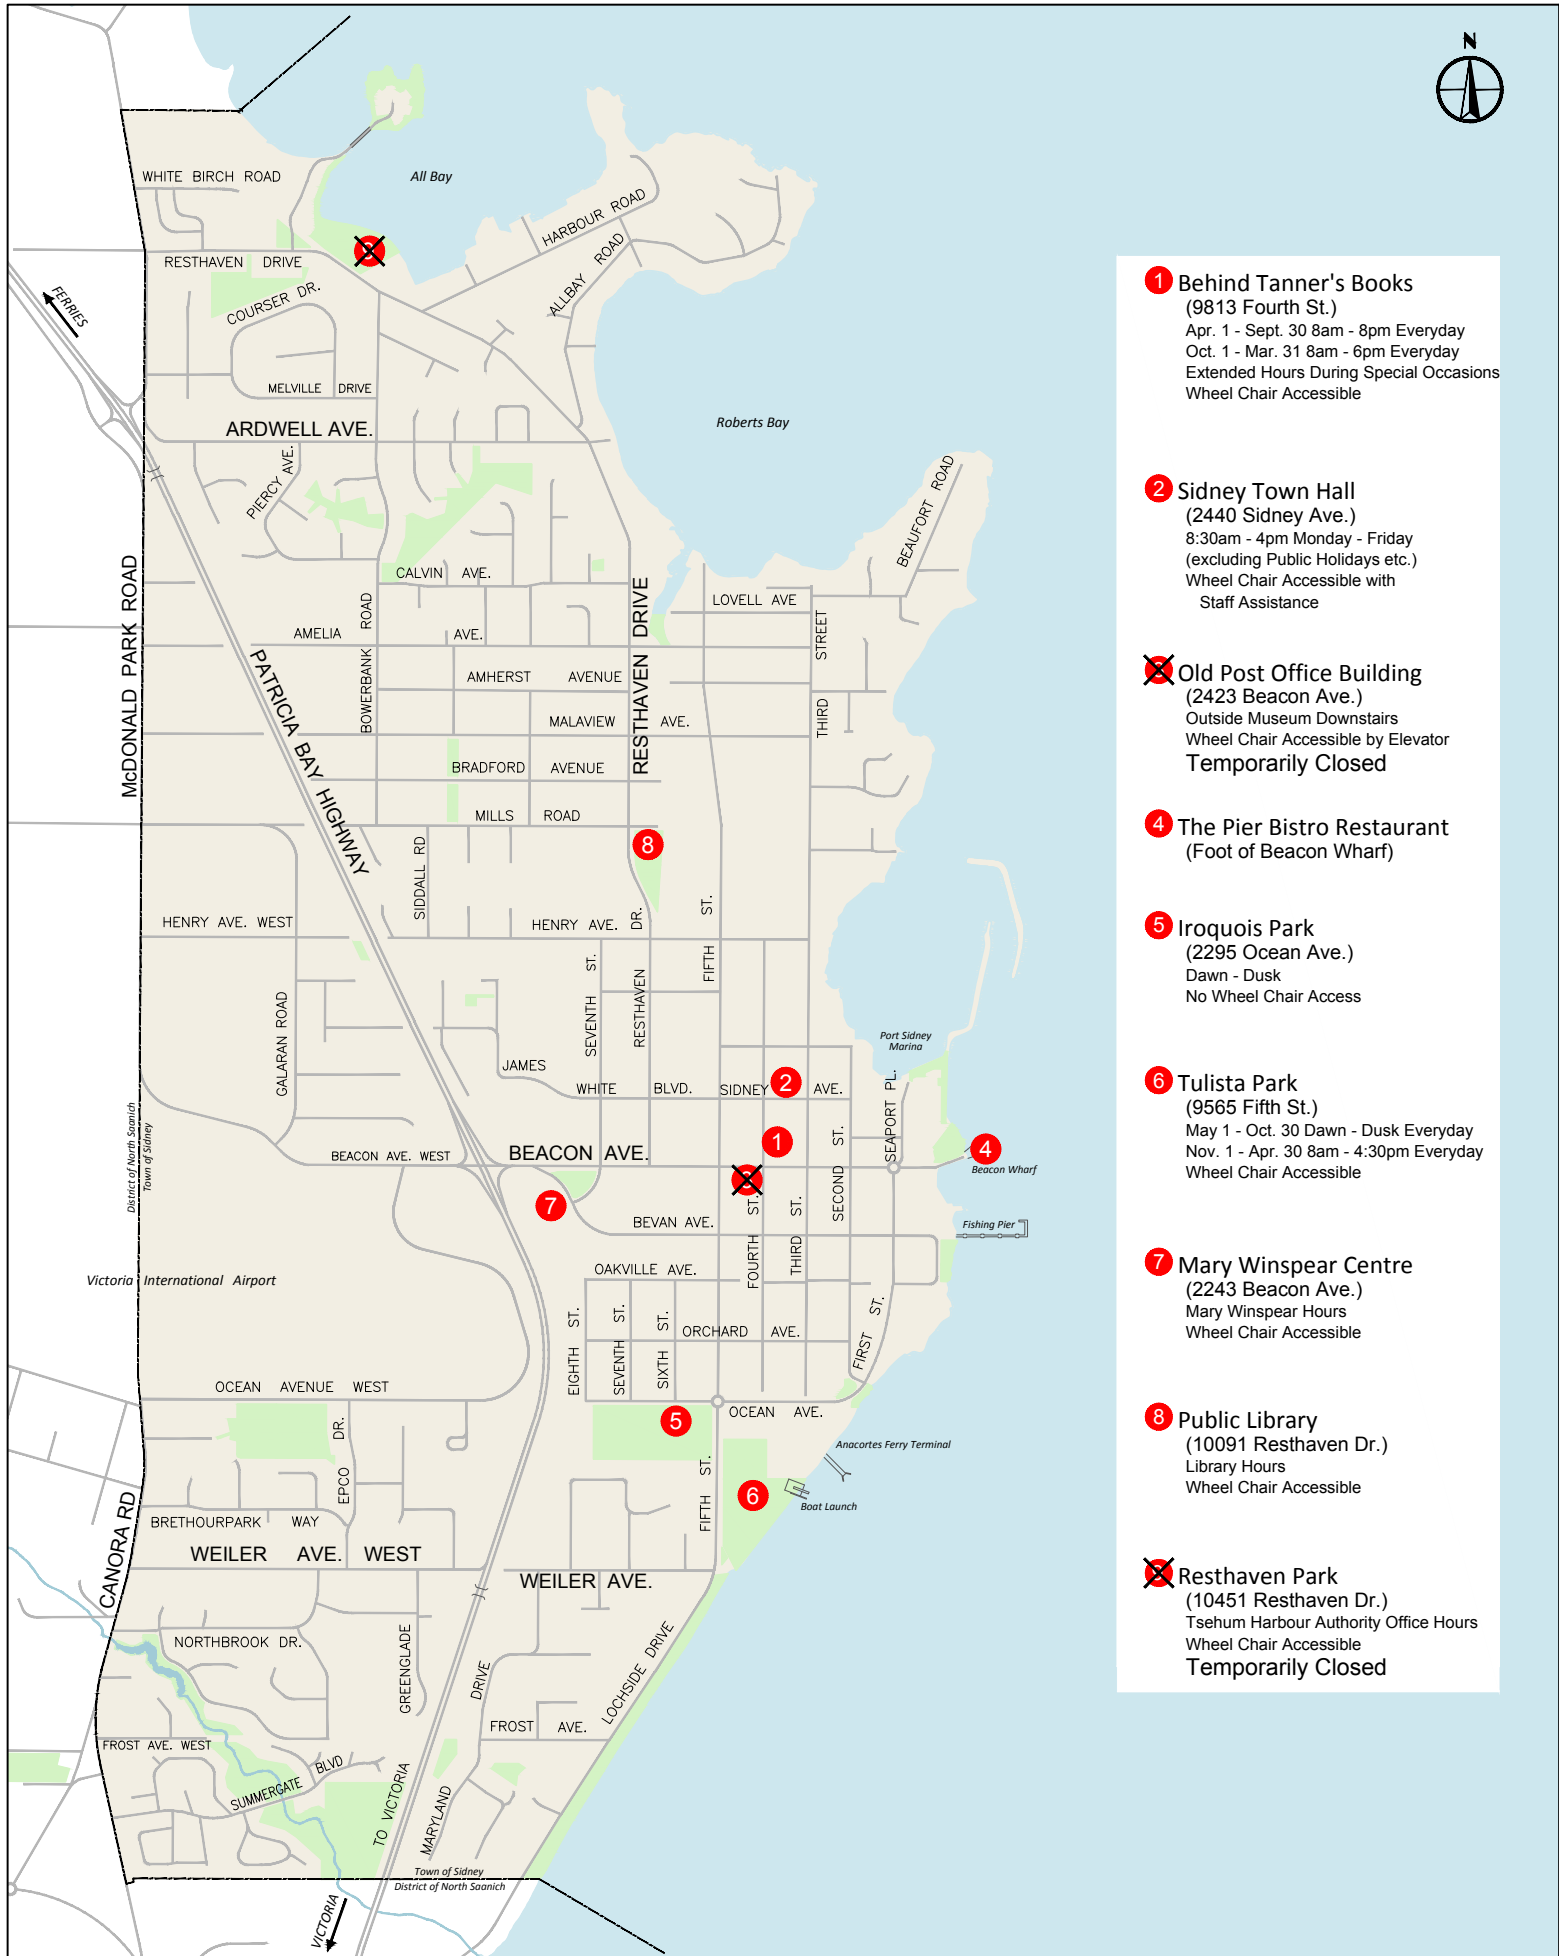 N
All Bay
WHITE BIRCH ROAD
HARBOUR ROAD
ALLBAY ROAD
RESTHAVEN DRIVE
COURSER DR.
FERRIES
MELVILLE DRIVE
ARDWELL AVE.
Roberts Bay
PIERCY AVE.
BEAUFORT ROAD
McDONALD PARK ROAD
CALVIN AVE.
LOVELL AVE
BOWERBANK ROAD
RESTHAVEN DRIVE
THIRD STREET
AMELIA AVE.
PATRICIA BAY HIGHWAY
AMHERST AVENUE
MALAVIEW AVE.
BRADFORD AVENUE
MILLS ROAD
8
SIDDALL RD
HENRY AVE. WEST
HENRY AVE.
RESTHAVEN DR.
FIFTH ST.
SEVENTH ST.
GALARAN ROAD
Port Sidney
Marina
JAMES WHITE BLVD.
SIDNEY AVE.
2
SEAPORT PL.
District of North Saanich
Town of Sidney
BEACON AVE. WEST
BEACON AVE.
1
4
Beacon Wharf
SECOND ST.
7
BEVAN AVE.
Fishing Pier
FOURTH ST.
THIRD ST.
OAKVILLE AVE.
Victoria International Airport
EIGHTH ST.
SEVENTH ST.
SIXTH ST.
ORCHARD AVE.
FIRST ST.
OCEAN AVENUE WEST
5
OCEAN AVE.
Anacortes Ferry Terminal
EPCO DR.
FIFTH ST.
6
Boat Launch
CANORA RD
BRETHOURPARK WAY
WEILER AVE. WEST
WEILER AVE.
NORTHBROOK DR.
GREENGLADE
MARYLAND DRIVE
LOCHSIDE DRIVE
FROST AVE.
FROST AVE. WEST
SUMMERGATE BLVD
TO VICTORIA
Town of Sidney
District of North Saanich
VICTORIA
1 Behind Tanner's Books
(9813 Fourth St.)
Apr. 1 - Sept. 30 8am - 8pm Everyday
Oct. 1 - Mar. 31 8am - 6pm Everyday
Extended Hours During Special Occasions
Wheel Chair Accessible
2 Sidney Town Hall
(2440 Sidney Ave.)
8:30am - 4pm Monday - Friday
(excluding Public Holidays etc.)
Wheel Chair Accessible with
Staff Assistance
Old Post Office Building
(2423 Beacon Ave.)
Outside Museum Downstairs
Wheel Chair Accessible by Elevator
Temporarily Closed
4 The Pier Bistro Restaurant
(Foot of Beacon Wharf)
5 Iroquois Park
(2295 Ocean Ave.)
Dawn - Dusk
No Wheel Chair Access
6 Tulista Park
(9565 Fifth St.)
May 1 - Oct. 30 Dawn - Dusk Everyday
Nov. 1 - Apr. 30 8am - 4:30pm Everyday
Wheel Chair Accessible
7 Mary Winspear Centre
(2243 Beacon Ave.)
Mary Winspear Hours
Wheel Chair Accessible
8 Public Library
(10091 Resthaven Dr.)
Library Hours
Wheel Chair Accessible
Resthaven Park
(10451 Resthaven Dr.)
Tsehum Harbour Authority Office Hours
Wheel Chair Accessible
Temporarily Closed